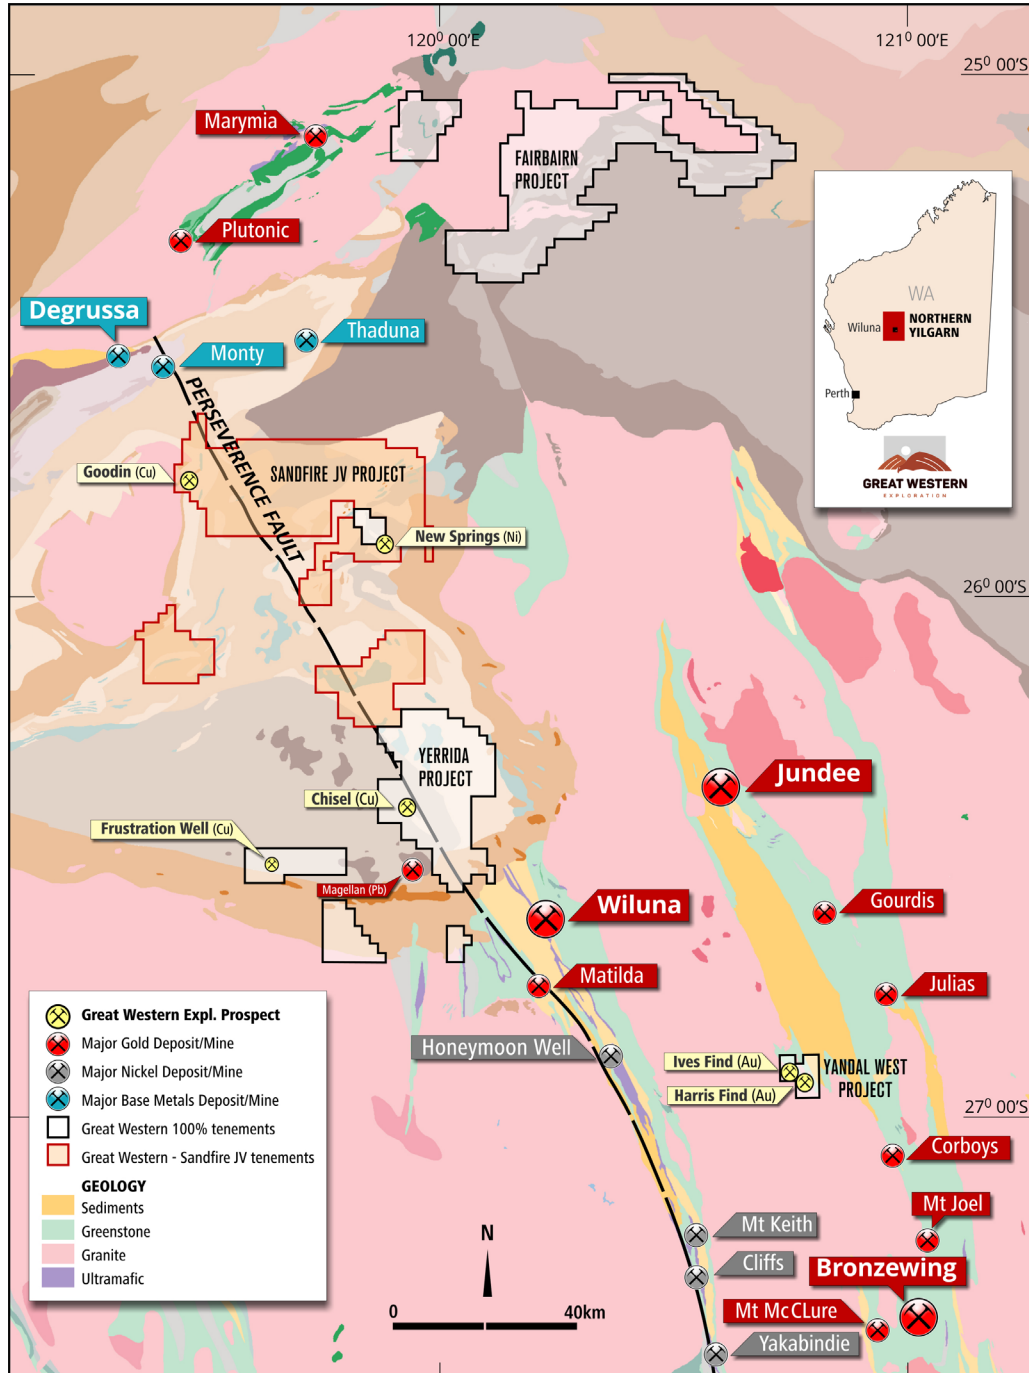 120⁰ 00’E
121⁰ 00’E
25⁰ 00’S
Marymia
FAIRBAIRN
PROJECT
Plutonic
WA
Wiluna
NORTHERN
YILGARN
Perth
GREAT WESTERN
EXPLORATION
Degrussa
Thaduna
Monty
PERSEVERENCE FAULT
Goodin (Cu)
SANDFIRE JV PROJECT
New Springs (Ni)
26⁰ 00’S
YERRIDA
PROJECT
Jundee
Chisel (Cu)
Frustration Well (Cu)
Magellan (Pb)
Wiluna
Gourdis
Matilda
Julias
Honeymoon Well
Ives Find (Au)
Harris Find (Au)
YANDAL WEST
PROJECT
27⁰ 00’S
Corboys
Mt Joel
Mt Keith
Cliffs
Bronzewing
Mt McCLure
Yakabindie
Great Western Expl. Prospect
Major Gold Deposit/Mine
Major Nickel Deposit/Mine
Major Base Metals Deposit/Mine
Great Western 100% tenements
Great Western - Sandfire JV tenements
GEOLOGY
Sediments
Greenstone
Granite
Ultramafic
N
0
40km